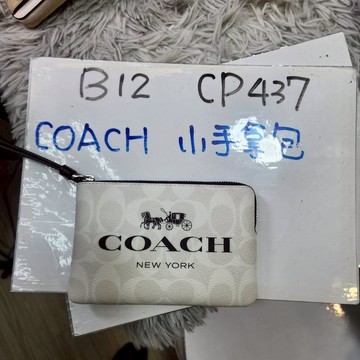 B12 CP437
COACH 小手拿包
COACH
NEW YORK